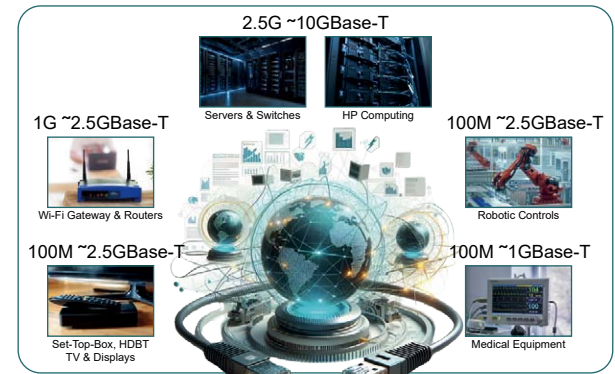 2.5G ~10GBase-T
Servers & Switches
HP Computing
1G ~2.5GBase-T
Wi-Fi Gateway & Routers
100M ~2.5GBase-T
Robotic Controls
100M ~2.5GBase-T
Set-Top-Box, HDBT
TV & Displays
100M ~1GBase-T
Medical Equipment